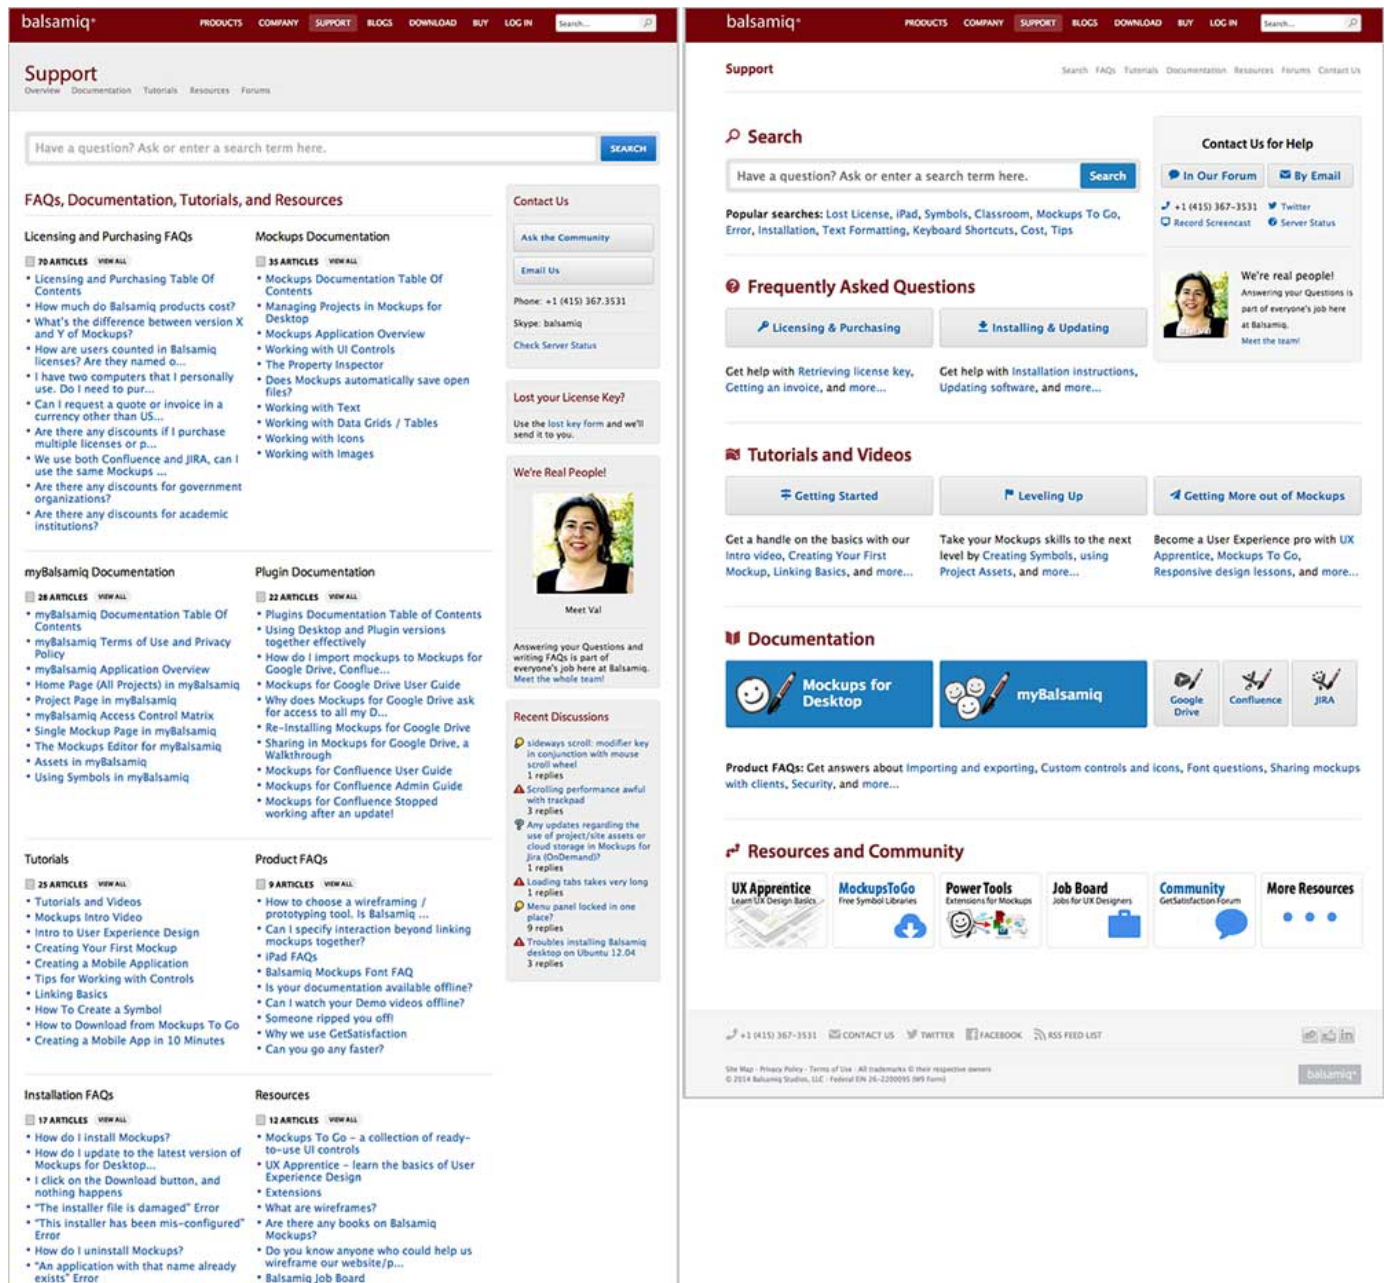 balsamiq®
PRODUCTS COMPANY SUPPORT BLOGS DOWNLOAD BUY LOG IN Search...
Support
Overview Documentation Tutorials Resources Forums
Have a question? Ask or enter a search term here. SEARCH
FAQs, Documentation, Tutorials, and Resources
Licensing and Purchasing FAQs
70 ARTICLES VIEW ALL
• Licensing and Purchasing Table Of
Contents
• How much do Balsamiq products cost?
• What's the difference between version X
and Y of Mockups?
• How are users counted in Balsamiq
licenses? Are they named o...
• I have two computers that I personally
use. Do I need to pur...
• Can I request a quote or invoice in a
currency other than US...
• Are there any discounts if I purchase
multiple licenses or p...
• We use both Confluence and JIRA, can I
use the same Mockups ...
• Are there any discounts for government
organizations?
• Are there any discounts for academic
institutions?
Mockups Documentation
35 ARTICLES VIEW ALL
• Mockups Documentation Table Of
Contents
• Managing Projects in Mockups for
Desktop
• Mockups Application Overview
• Working with UI Controls
• The Property Inspector
• Does Mockups automatically save open
files?
• Working with Text
• Working with Data Grids / Tables
• Working with Icons
• Working with Images
myBalsamiq Documentation
28 ARTICLES VIEW ALL
• myBalsamiq Documentation Table Of
Contents
• myBalsamiq Terms of Use and Privacy
Policy
• myBalsamiq Application Overview
• Home Page (All Projects) in myBalsamiq
• Project Page in myBalsamiq
• myBalsamiq Access Control Matrix
• Single Mockup Page in myBalsamiq
• The Mockups Editor for myBalsamiq
• Assets in myBalsamiq
• Using Symbols in myBalsamiq
Plugin Documentation
22 ARTICLES VIEW ALL
• Plugins Documentation Table of Contents
• Using Desktop and Plugin versions
together effectively
• How do I import mockups to Mockups for
Google Drive, Conflue...
• Mockups for Google Drive User Guide
• Why does Mockups for Google Drive ask
for access to all my D...
• Re-Installing Mockups for Google Drive
• Sharing in Mockups for Google Drive, a
Walkthrough
• Mockups for Confluence User Guide
• Mockups for Confluence Admin Guide
• Mockups for Confluence Stopped
working after an update!
Tutorials
25 ARTICLES VIEW ALL
• Tutorials and Videos
• Mockups Intro Video
• Intro to User Experience Design
• Creating Your First Mockup
• Creating a Mobile Application
• Tips for Working with Controls
• Linking Basics
• How To Create a Symbol
• How to Download from Mockups To Go
• Creating a Mobile App in 10 Minutes
Product FAQs
9 ARTICLES VIEW ALL
• How to choose a wireframing /
prototyping tool. Is Balsamiq ...
• Can I specify interaction beyond linking
mockups together?
• iPad FAQs
• Balsamiq Mockups Font FAQ
• Is your documentation available offline?
• Can I watch your Demo videos offline?
• Someone ripped you off!
• Why we use GetSatisfaction
• Can you go any faster?
Installation FAQs
17 ARTICLES VIEW ALL
• How do I install Mockups?
• How do I update to the latest version of
Mockups for Desktop...
• I click on the Download button, and
nothing happens
• "The installer file is damaged" Error
• "This installer has been mis-configured"
Error
• How do I uninstall Mockups?
• "An application with that name already
exists" Error
Resources
12 ARTICLES VIEW ALL
• Mockups To Go – a collection of ready-
to-use UI controls
• UX Apprentice – learn the basics of User
Experience Design
• Extensions
• What are wireframes?
• Are there any books on Balsamiq
Mockups?
• Do you know anyone who could help us
wireframe our website/p...
• Balsamiq Job Board
Contact Us
Ask the Community
Email Us
Phone: +1 (415) 367.3531
Skype: balsamiq
Check Server Status
Lost your License Key?
Use the lost key form and we'll
send it to you.
We're Real People!
Meet Val
Answering your Questions and
writing FAQs is part of
everyone's job here at Balsamiq.
Meet the whole team!
Recent Discussions
sideways scroll: modifier key
in conjunction with mouse
scroll wheel
1 replies
Scrolling performance awful
with trackpad
3 replies
Any updates regarding the
use of project/site assets or
cloud storage in Mockups for
Jira (OnDemand)?
1 replies
Loading tabs takes very long
1 replies
Menu panel locked in one
place?
9 replies
Troubles installing Balsamiq
desktop on Ubuntu 12.04
3 replies
balsamiq®
PRODUCTS COMPANY SUPPORT BLOGS DOWNLOAD BUY LOG IN Search...
Support
Search FAQs Tutorials Documentation Resources Forums Contact Us
Search
Have a question? Ask or enter a search term here. Search
Popular searches: Lost License, iPad, Symbols, Classroom, Mockups To Go,
Error, Installation, Text Formatting, Keyboard Shortcuts, Cost, Tips
Contact Us for Help
In Our Forum By Email
+1 (415) 367-3531 Twitter
Record Screencast Server Status
We're real people!
Answering your Questions is
part of everyone's job here
at Balsamiq.
Meet the team!
Frequently Asked Questions
Licensing & Purchasing
Installing & Updating
Get help with Retrieving license key,
Getting an invoice, and more...
Get help with Installation instructions,
Updating software, and more...
Tutorials and Videos
Getting Started
Leveling Up
Getting More out of Mockups
Get a handle on the basics with our
Intro video, Creating Your First
Mockup, Linking Basics, and more...
Take your Mockups skills to the next
level by Creating Symbols, using
Project Assets, and more...
Become a User Experience pro with UX
Apprentice, Mockups To Go,
Responsive design lessons, and more...
Documentation
Mockups for
Desktop
myBalsamiq
Google
Drive
Confluence
JIRA
Product FAQs: Get answers about Importing and exporting, Custom controls and icons, Font questions, Sharing mockups
with clients, Security, and more...
Resources and Community
UX Apprentice
Learn UX Design Basics
MockupsToGo
Free Symbol Libraries
Power Tools
Extensions for Mockups
Job Board
Jobs for UX Designers
Community
GetSatisfaction Forum
More Resources
+1 (415) 367-3531 CONTACT US TWITTER FACEBOOK RSS FEED LIST
Site Map · Privacy Policy · Terms of Use · All trademarks © their respective owners
© 2014 Balsamiq Studios, LLC · Federal EIN 26-2200095 (W9 Form)
in
balsamiq®